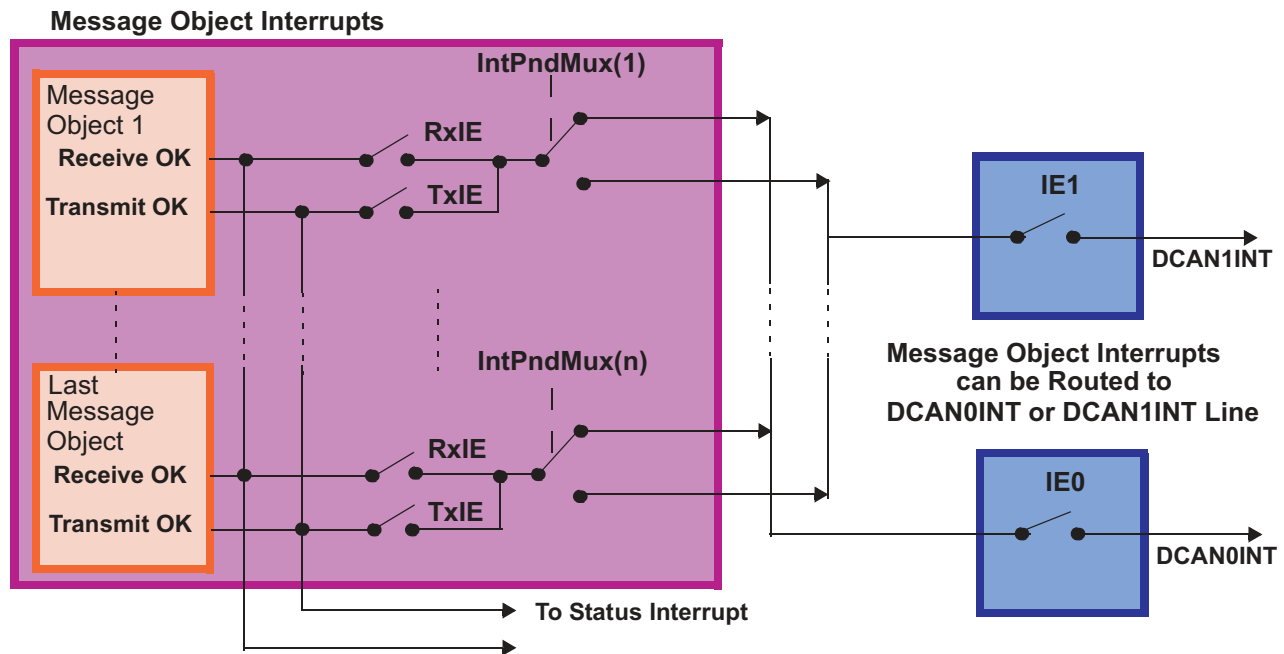 Message Object Interrupts
IntPndMux(1)
Message
Object 1
RxIE
Receive OK
TxIE
Transmit OK
IE1
DCAN1INT
IntPndMux(n)
Message Object Interrupts
can be Routed to
DCAN0INT or DCAN1INT Line
Last
Message
Object
RxIE
Receive OK
TxIE
Transmit OK
IE0
DCAN0INT
To Status Interrupt